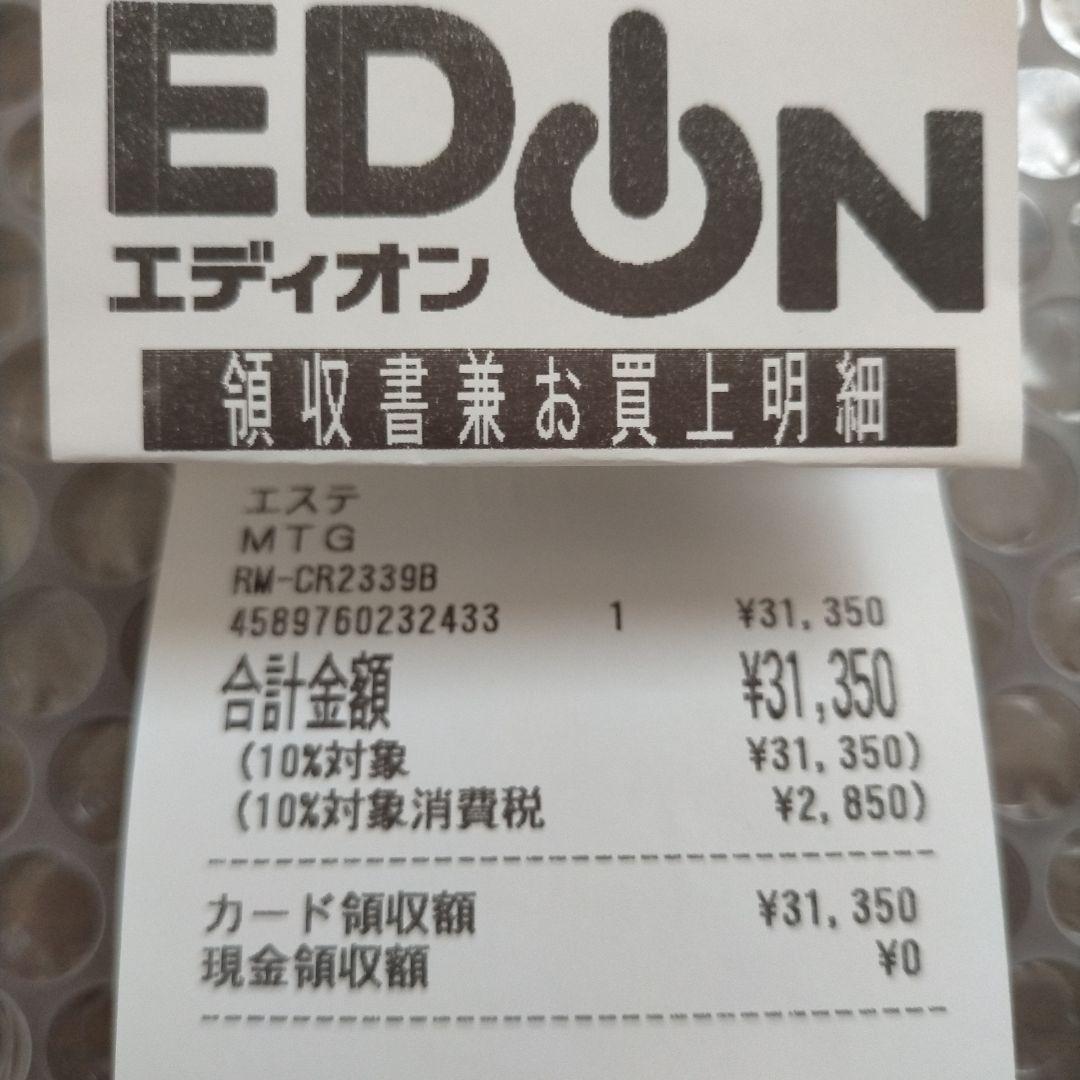 EDION
エディオン
領収書兼お買上明細
エステ
MTG
RM-CR2339B
4589760232433 1 ¥31,350
合計金額 ¥31,350
(10%対象 ¥31,350)
(10%対象消費税 ¥2,850)
カード領収額 ¥31,350
現金領収額 ¥0